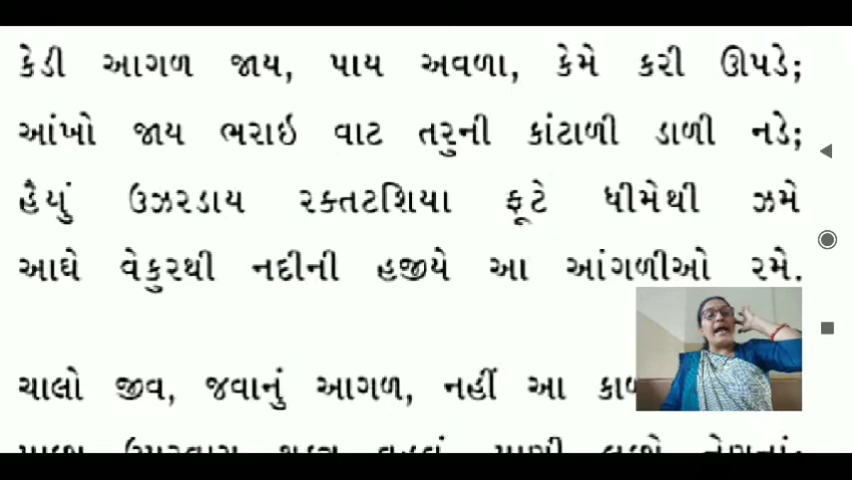 કેડી આગળ જાય, પાય અવળા, કેમે કરી ઊપડે;
આંખો જાય ભરાઇ વાટ તરુની કાંટાળી ડાળી નડે;
હૈયું ઉઝરડાય રક્તટશિયા ફૂટે ધીમેથી ઝમે
આઘે વેકુરથી નદીની હજીયે આ આંગળીઓ રમે.
ચાલો જીવ, જવાનું આગળ, નહીં આ